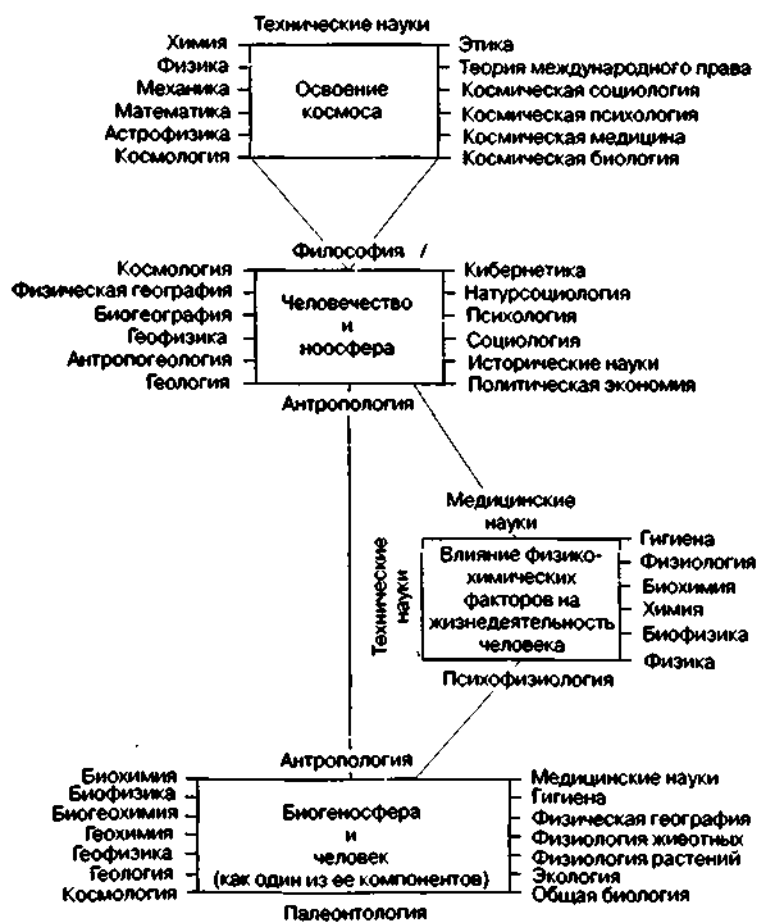 Технические науки
Химия
Физика
Механика
Математика
Астрофизика
Космология
Освоение
космоса
Этика
Теория международного права
Космическая социология
Космическая психология
Космическая медицина
Космическая биология
Философия /
Космология
Физическая география
Биогеография
Геофизика
Антропогеология
Геология
Человечество
и
ноосфера
Кибернетика
Натурсоциология
Психология
Социология
Исторические науки
Политическая экономия
Антропология
Медицинские
науки
Технические
науки
Влияние физико-
химических
факторов на
жизнедеятельность
человека
Гигиена
Физиология
Биохимия
Химия
Биофизика
Физика
Психофизиология
Антропология
Биохимия
Биофизика
Биогеохимия
Геохимия
Геофизика
Геология
Космология
Биогеносфера
и
человек
(как один из ее компонентов)
Медицинские науки
Гигиена
Физическая география
Физиология животных
Физиология растений
Экология
Общая биология
Палеонтология